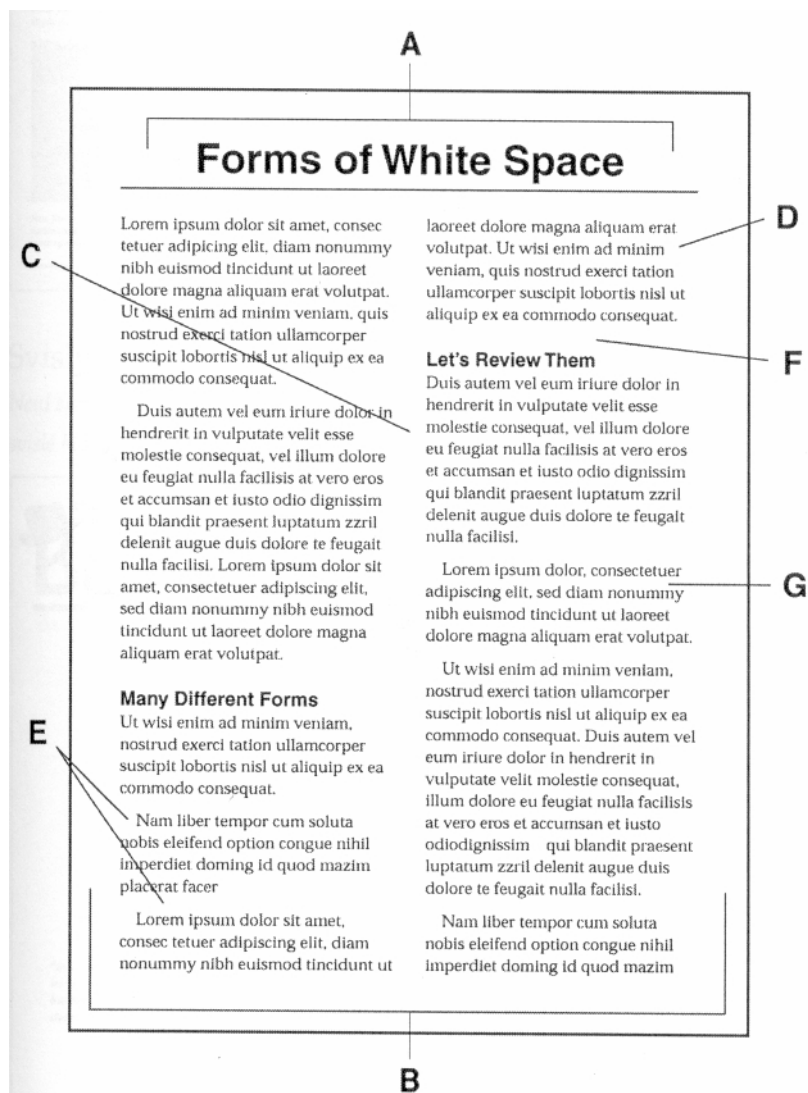 A
Forms of White Space
Lorem ipsum dolor sit amet, consec
tetuer adipicing elit, diam nonummy
nibh euismod tincidunt ut laoreet
dolore magna aliquam erat volutpat.
Ut wisi enim ad minim veniam, quis
nostrud exerci tation ullamcorper
suscipit lobortis nisl ut aliquip ex ea
commodo consequat.
Duis autem vel eum iriure dolor in
hendrerit in vulputate velit esse
molestie consequat, vel illum dolore
eu feugiat nulla facilisis at vero eros
et accumsan et iusto odio dignissim
qui blandit praesent luptatum zzril
delenit augue duis dolore te feugait
nulla facilisi. Lorem ipsum dolor sit
amet, consectetuer adipiscing elit,
sed diam nonummy nibh euismod
tincidunt ut laoreet dolore magna
aliquam erat volutpat.
Many Different Forms
Ut wisi enim ad minim veniam,
nostrud exerci tation ullamcorper
suscipit lobortis nisl ut aliquip ex ea
commodo consequat.
Nam liber tempor cum soluta
nobis eleifend option congue nihil
imperdiet doming id quod mazim
placerat facer
Lorem ipsum dolor sit amet,
consec tetuer adipiscing elit, diam
nonummy nibh euismod tincidunt ut
laoreet dolore magna aliquam erat
volutpat. Ut wisi enim ad minim
veniam, quis nostrud exerci tation
ullamcorper suscipit lobortis nisl ut
aliquip ex ea commodo consequat.
Let's Review Them
Duis autem vel eum iriure dolor in
hendrerit in vulputate velit esse
molestie consequat, vel illum dolore
eu feugiat nulla facilisis at vero eros
et accumsan et iusto odio dignissim
qui blandit praesent luptatum zzril
delenit augue duis dolore te feugait
nulla facilisi.
Lorem ipsum dolor, consectetuer
adipiscing elit, sed diam nonummy
nibh euismod tincidunt ut laoreet
dolore magna aliquam erat volutpat.
Ut wisi enim ad minim veniam,
nostrud exerci tation ullamcorper
suscipit lobortis nisl ut aliquip ex ea
commodo consequat. Duis autem vel
eum iriure dolor in hendrerit in
vulputate velit molestie consequat,
illum dolore eu feugiat nulla facilisis
at vero eros et accumsan et iusto
odiodignissim qui blandit praesent
luptatum zzril delenit augue duis
dolore te feugait nulla facilisi.
Nam liber tempor cum soluta
nobis eleifend option congue nihil
imperdiet doming id quod mazim
C
D
E
F
G
B